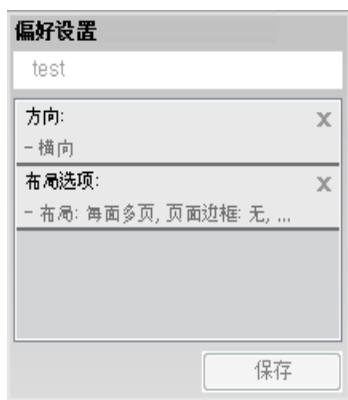 偏好设置
test
方向:
- 横向
布局选项:
- 布局: 每面多页, 页面边框: 无, ...
保存